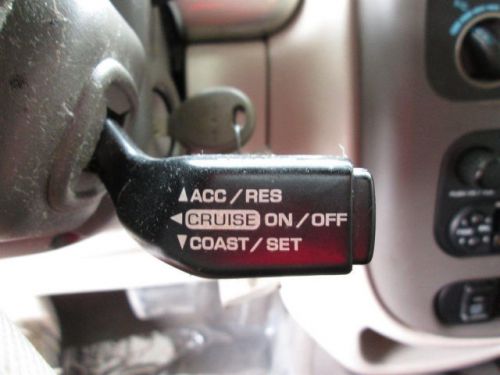 ▲ACC/RES
◄CRUISE ON/OFF
▼COAST/SET